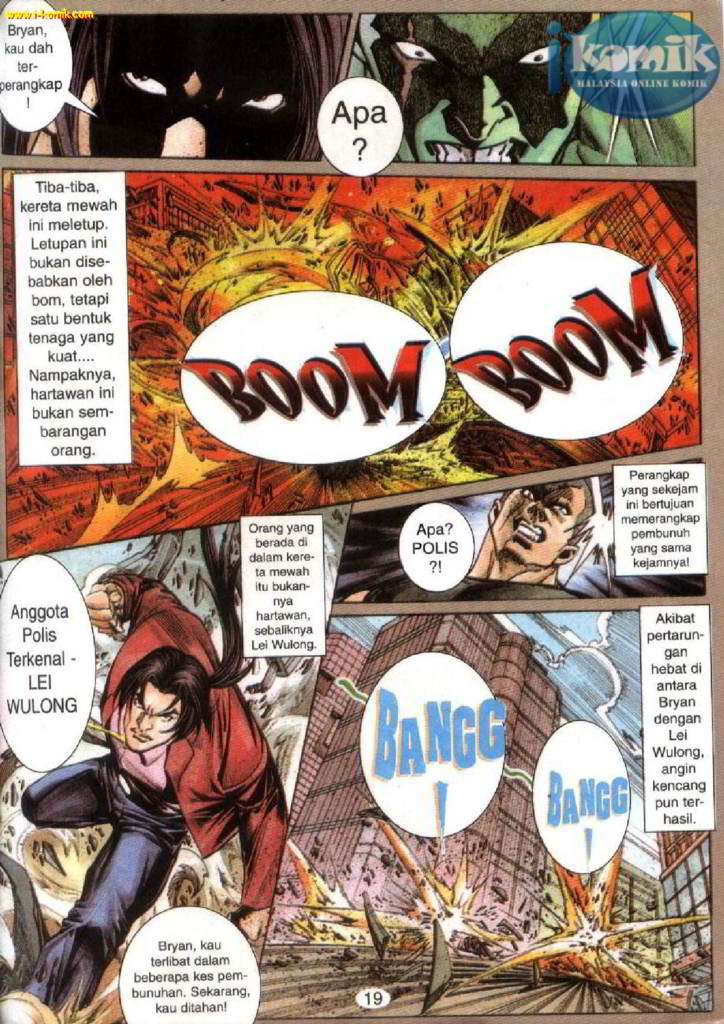 www.i-komik.com
Bryan,
kau dah
ter-
perangkap
!
Apa
?
ikomik
MALAYSIA ONLINE KOMIK
Tiba-tiba,
kereta mewah
ini meletup.
Letupan ini
bukan dise-
babkan oleh
bom, tetapi
satu bentuk
tenaga yang
kuat....
Nampaknya,
hartawan ini
bukan sem-
barangan
orang.
BOOM
BOOM
Orang yang
berada di
dalam kere-
ta mewah
itu bukan-
nya
hartawan,
sebaliknya
Lei Wulong.
Apa?
POLIS
?!
Perangkap
yang sekejam
ini bertujuan
memerangkap
pembunuh
yang sama
kejamnya!
Anggota
Polis
Terkenal -
LEI
WULONG
Bryan, kau
terlibat dalam
beberapa kes pem-
bunuhan. Sekarang,
kau ditahan!
BANGG
!
BANGG
!
Akibat
pertarun-
gan
hebat di
antara
Bryan
dengan
Lei
Wulong,
angin
kencang
pun ter-
hasil.
19